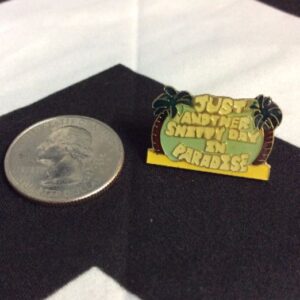 JUST
ANOTHER
SHITTY DAY
IN
PARADISE